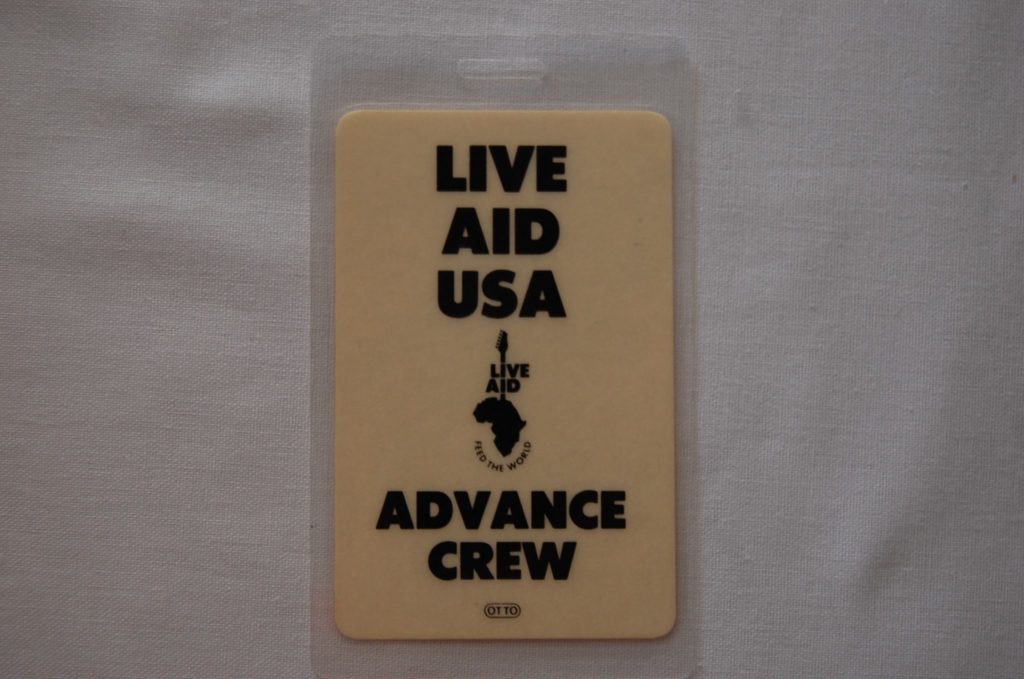 LIVE
AID
USA
LIVE
AID
FEED THE WORLD
ADVANCE
CREW
OTTO